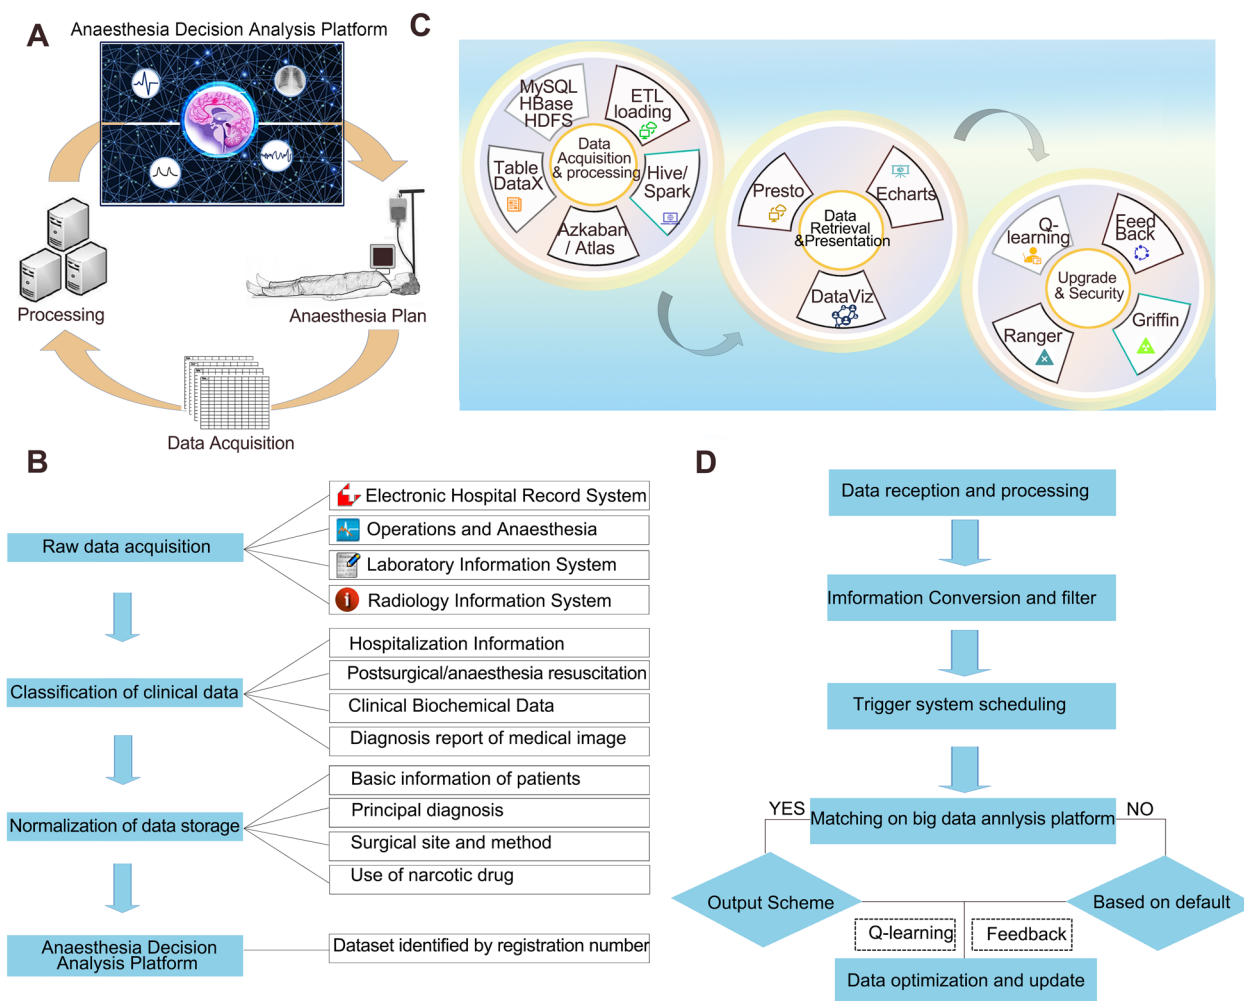 A
Anaesthesia Decision Analysis Platform
Processing
Anaesthesia Plan
Data Acquisition
C
MySQL
HBase
HDFS
ETL
loading
Table
DataX
Data
Acquisition
& processing
Hive/
Spark
Azkaban
/ Atlas
Presto
Echarts
Data
Retrieval
&Presentation
DataViz
Q-
learning
Feed
Back
Upgrade
& Security
Ranger
Griffin
B
Raw data acquisition
Electronic Hospital Record System
Operations and Anaesthesia
Laboratory Information System
Radiology Information System
Classification of clinical data
Hospitalization Information
Postsurgical/anaesthesia resuscitation
Clinical Biochemical Data
Diagnosis report of medical image
Normalization of data storage
Basic information of patients
Principal diagnosis
Surgical site and method
Use of narcotic drug
Anaesthesia Decision
Analysis Platform
Dataset identified by registration number
D
Data reception and processing
Imformation Conversion and filter
Trigger system scheduling
YES
Matching on big data annlysis platform
NO
Output Scheme
Based on default
Q-learning
Feedback
Data optimization and update